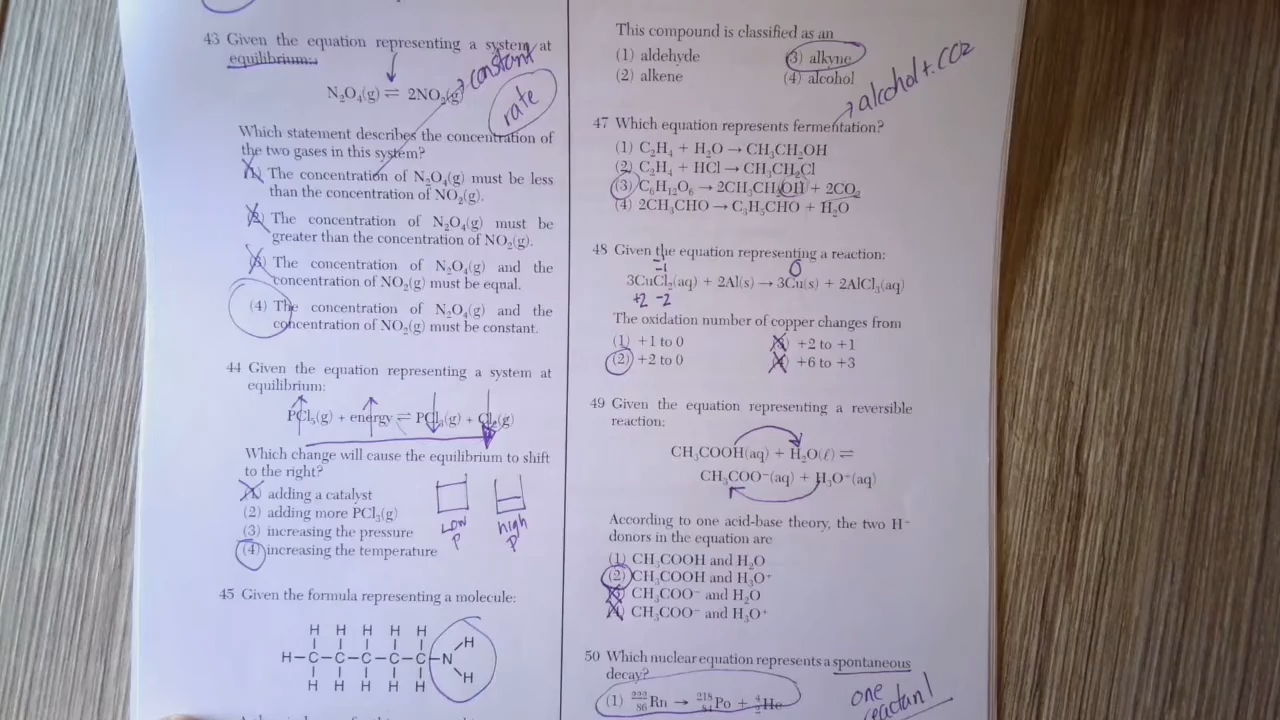 43 Given the equation representing a system at
equilibrium:
N₂O₄(g) ⇌ 2NO₂(g)
constant
rate
Which statement describes the concentration of
the two gases in this system?
(1) The concentration of N₂O₄(g) must be less
than the concentration of NO₂(g).
(2) The concentration of N₂O₄(g) must be
greater than the concentration of NO₂(g).
(3) The concentration of N₂O₄(g) and the
concentration of NO₂(g) must be equal.
(4) The concentration of N₂O₄(g) and the
concentration of NO₂(g) must be constant.
44 Given the equation representing a system at
equilibrium:
PCl₅(g) + energy ⇌ PCl₃(g) + Cl₂(g)
Which change will cause the equilibrium to shift
to the right?
(1) adding a catalyst
(2) adding more PCl₃(g)
(3) increasing the pressure
(4) increasing the temperature
Low
P
high
P
45 Given the formula representing a molecule:
H H H H H
H
H–C–C–C–C–C–N
H
H H H H H
This compound is classified as an
(1) aldehyde
(3) alkyne
(2) alkene
(4) alcohol
alcohol + CO2
47 Which equation represents fermentation?
(1) C₂H₄ + H₂O → CH₃CH₂OH
(2) C₂H₄ + HCl → CH₃CH₂Cl
(3) C₆H₁₂O₆ → 2CH₃CH₂OH + 2CO₂
(4) 2CH₃CHO → C₃H₅CHO + H₂O
48 Given the equation representing a reaction:
-1
0
3CuCl₂(aq) + 2Al(s) → 3Cu(s) + 2AlCl₃(aq)
+2 -2
The oxidation number of copper changes from
(1) +1 to 0
(3) +2 to +1
(2) +2 to 0
(4) +6 to +3
49 Given the equation representing a reversible
reaction:
CH₃COOH(aq) + H₂O(ℓ) ⇌
CH₃COO⁻(aq) + H₃O⁺(aq)
According to one acid-base theory, the two H⁺
donors in the equation are
(1) CH₃COOH and H₂O
(2) CH₃COOH and H₃O⁺
(3) CH₃COO⁻ and H₂O
(4) CH₃COO⁻ and H₃O⁺
50 Which nuclear equation represents a spontaneous
decay?
(1) ²²²₈₆Rn → ²¹⁸₈₄Po + ⁴₂He
one
reactant